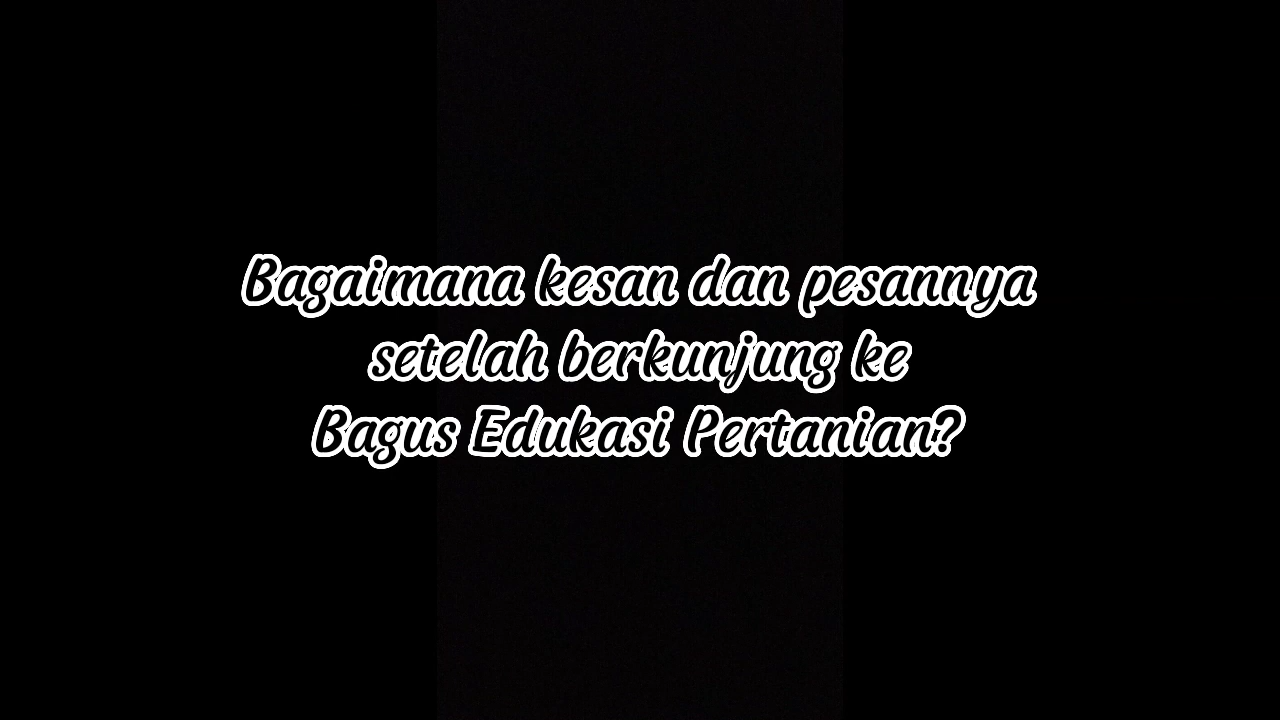 Bagaimana kesan dan pesannya
setelah berkunjung ke
Bagus Edukasi Pertanian?